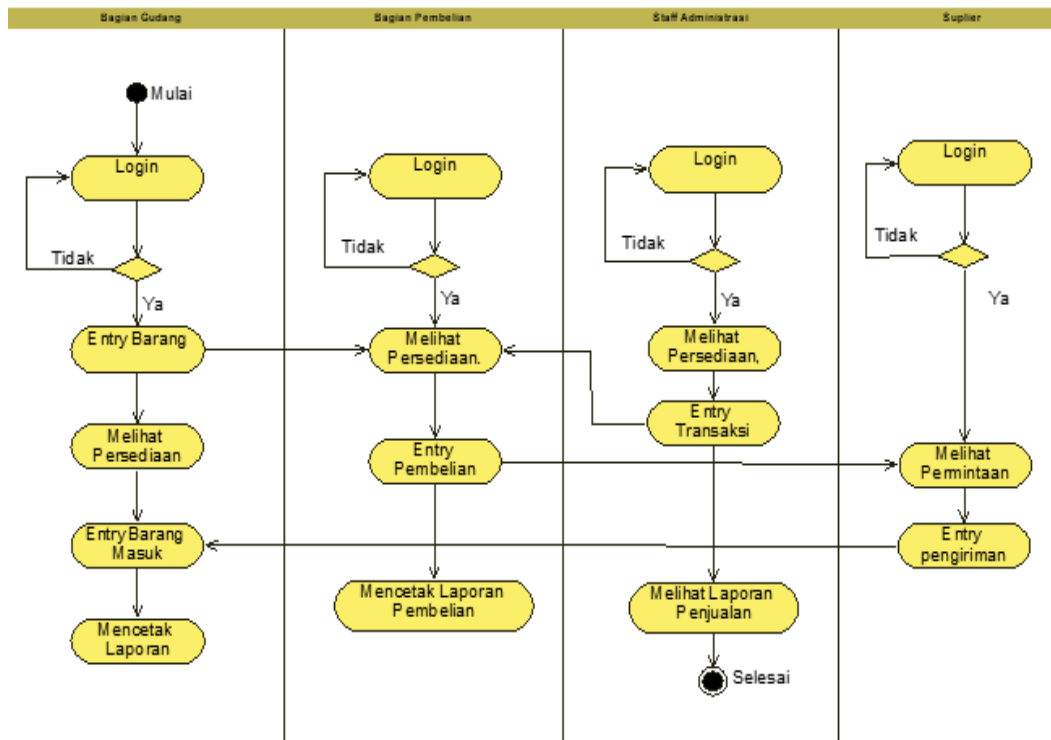 Bagian Gudang
Bagian Pembelian
Staff Administrasi
Suplier
Mulai
Login
Tidak
Ya
Entry Barang
Melihat
Persediaan
Entry Barang
Masuk
Mencetak
Laporan
Login
Tidak
Ya
Melihat
Persediaan.
Entry
Pembelian
Mencetak Laporan
Pembelian
Login
Tidak
Ya
Melihat
Persediaan,
Entry
Transaksi
Melihat Laporan
Penjualan
Selesai
Login
Tidak
Ya
Melihat
Permintaan
Entry
pengiriman